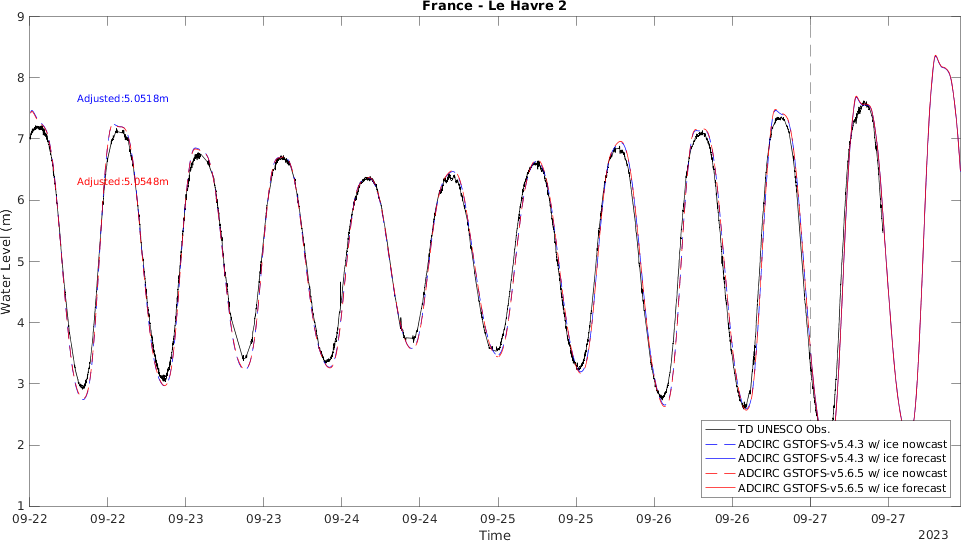 France - Le Havre 2
Adjusted:5.0518m
Adjusted:5.0548m
Water Level (m)
9
8
7
6
5
4
3
2
1
TD UNESCO Obs.
ADCIRC GSTOFS-v5.4.3 w/ ice nowcast
ADCIRC GSTOFS-v5.4.3 w/ ice forecast
ADCIRC GSTOFS-v5.6.5 w/ ice nowcast
ADCIRC GSTOFS-v5.6.5 w/ ice forecast
09-22 09-22 09-23 09-23 09-24 09-24 09-25 09-25 09-26 09-26 09-27 09-27
Time
2023